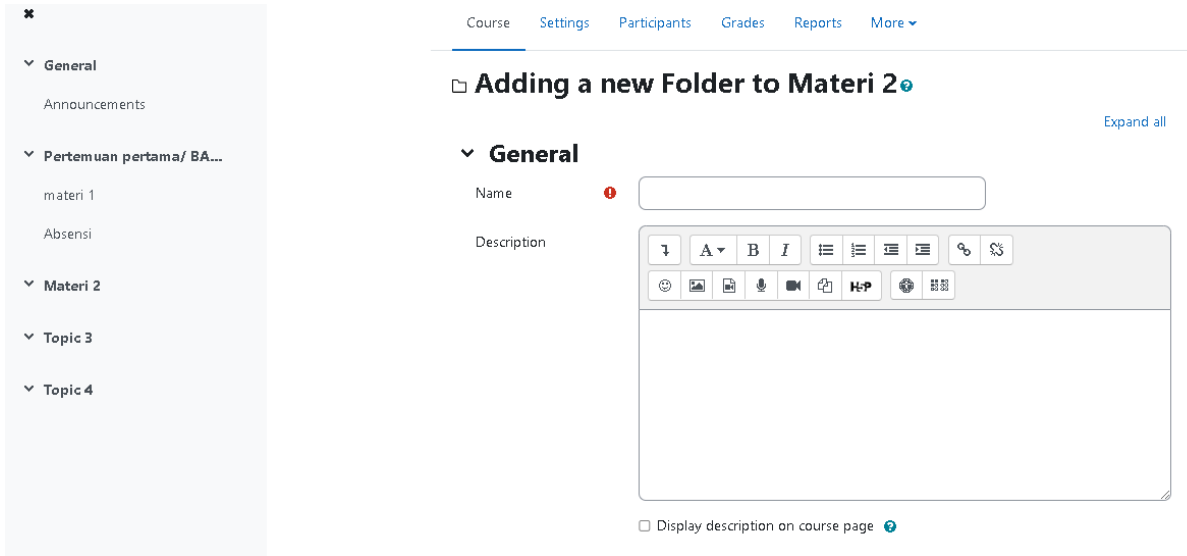 Course Settings Participants Grades Reports More
General
Announcements
Pertemuan pertama/ BA...
materi 1
Absensi
Materi 2
Topic 3
Topic 4
Adding a new Folder to Materi 2
Expand all
General
Name
Description
A B I
H-P
Display description on course page